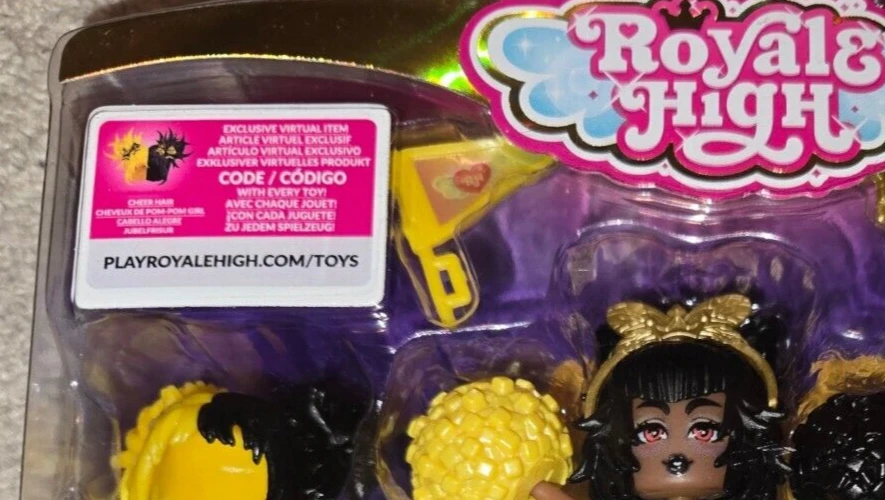 Royale
High
EXCLUSIVE VIRTUAL ITEM
ARTICLE VIRTUEL EXCLUSIF
ARTÍCULO VIRTUAL EXCLUSIVO
EXKLUSIVER VIRTUELLES PRODUKT
CODE / CÓDIGO
WITH EVERY TOY!
AVEC CHAQUE JOUET!
¡CON CADA JUGUETE!
ZU JEDEM SPIELZEUG!
CHEER HAIR
CHEVEUX DE POM-POM GIRL
CABELLO ALEGRE
JUBELFRISUR
PLAYROYALEHIGH.COM/TOYS